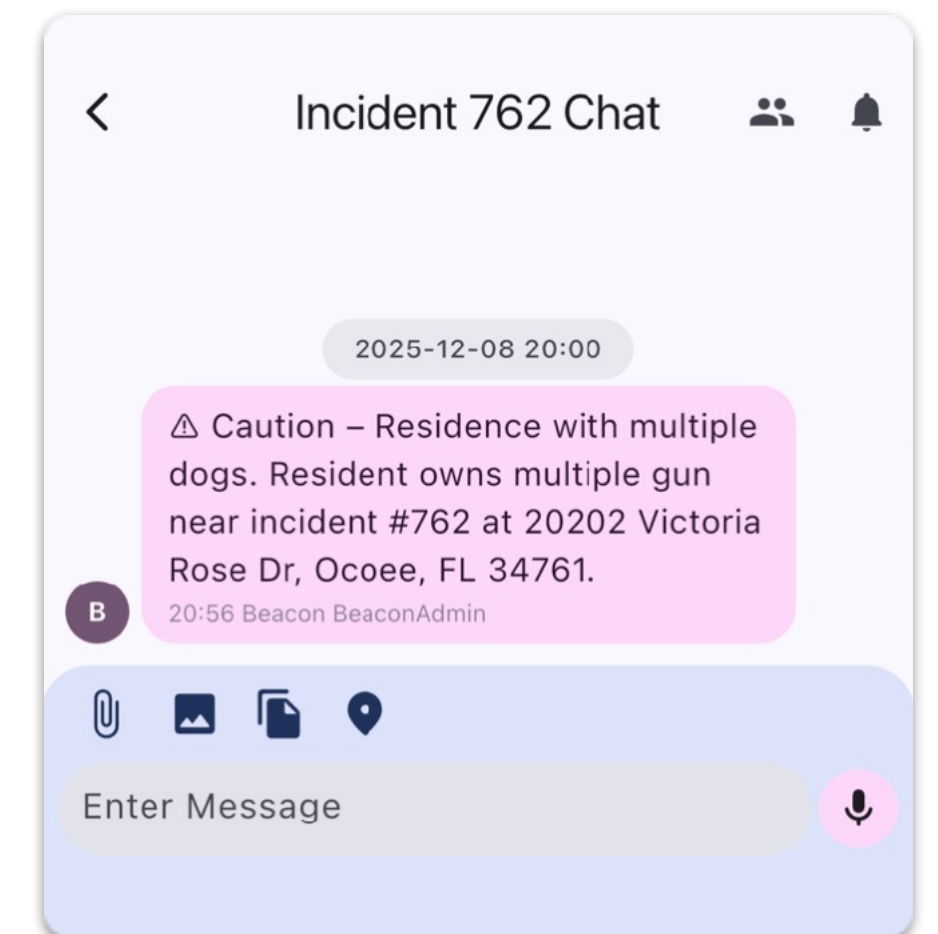 Incident 762 Chat
2025-12-08 20:00
⚠ Caution – Residence with multiple
dogs. Resident owns multiple gun
near incident #762 at 20202 Victoria
Rose Dr, Ocoee, FL 34761.
20:56 Beacon BeaconAdmin
B
Enter Message